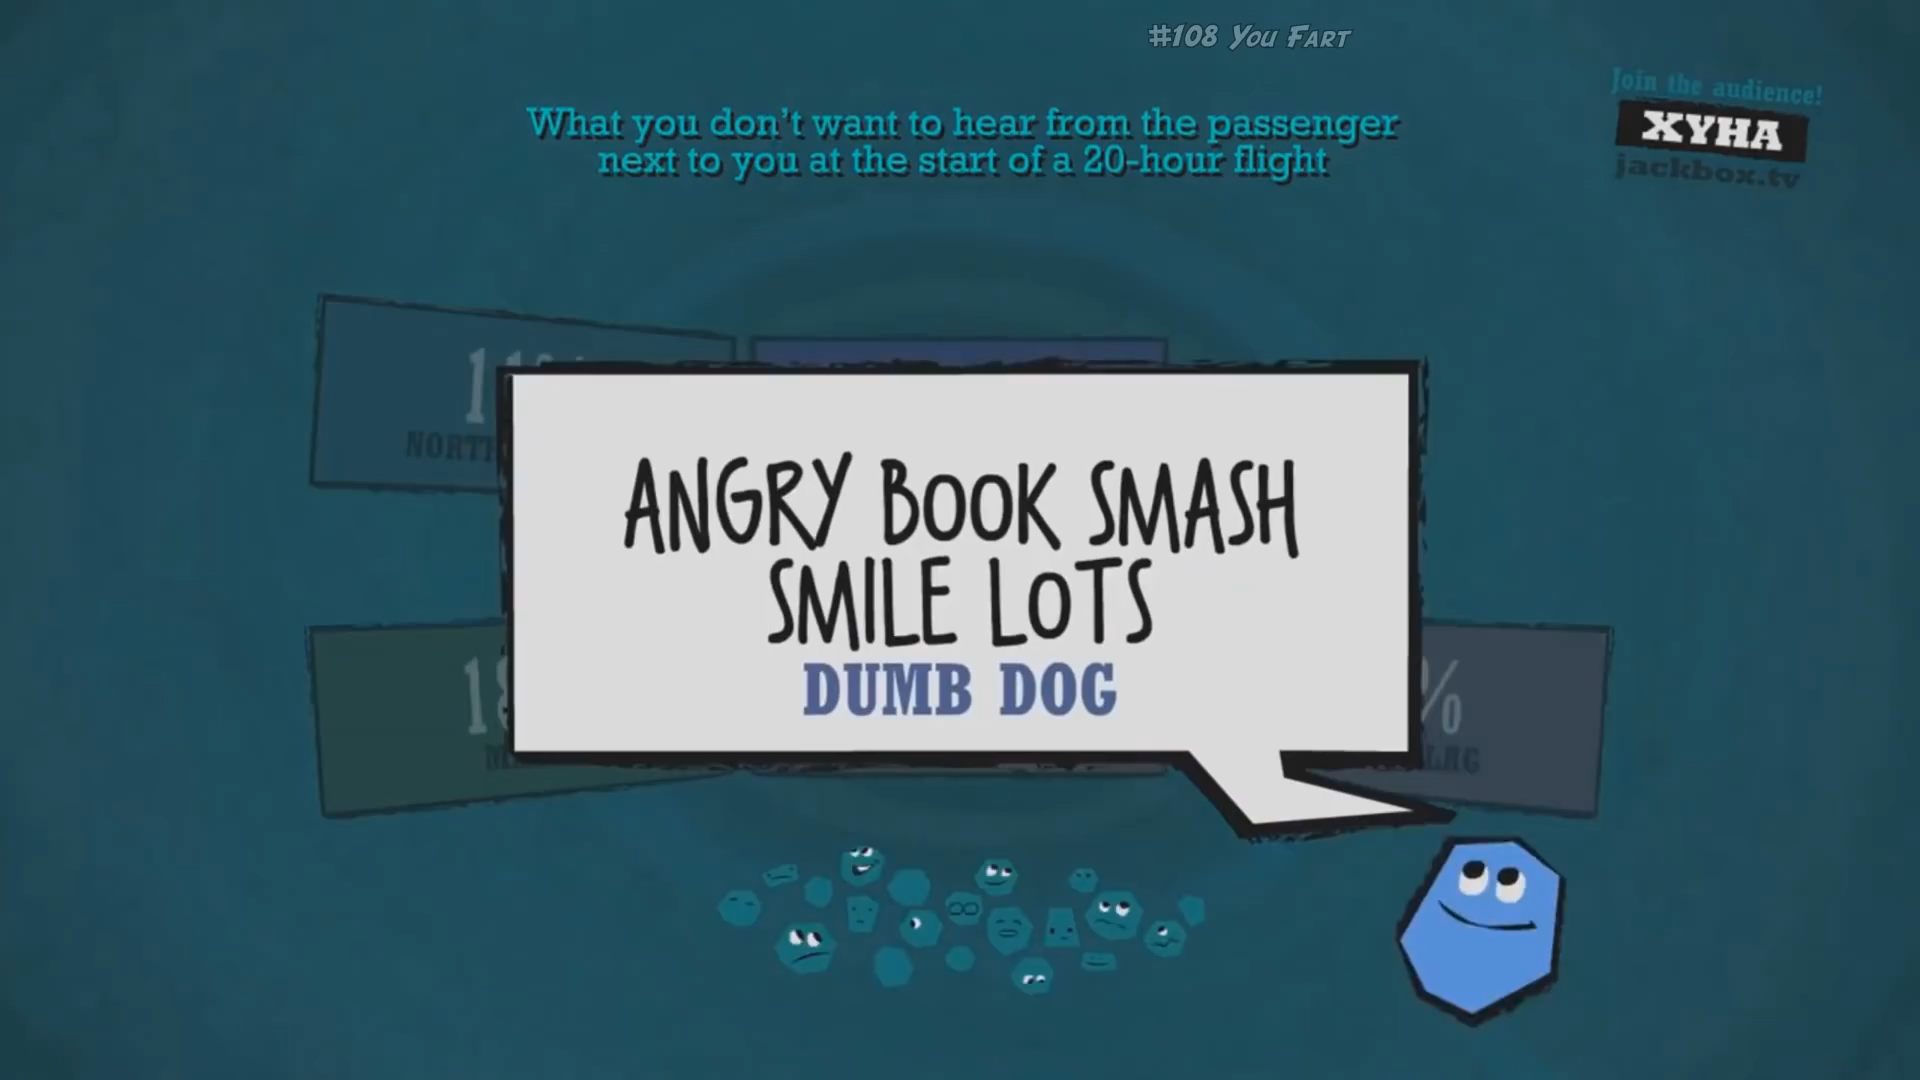 #108 You Fart
Join the audience!
XYHA
jackbox.tv
What you don't want to hear from the passenger
next to you at the start of a 20-hour flight
ANGRY BOOK SMASH
SMILE LOTS
DUMB DOG